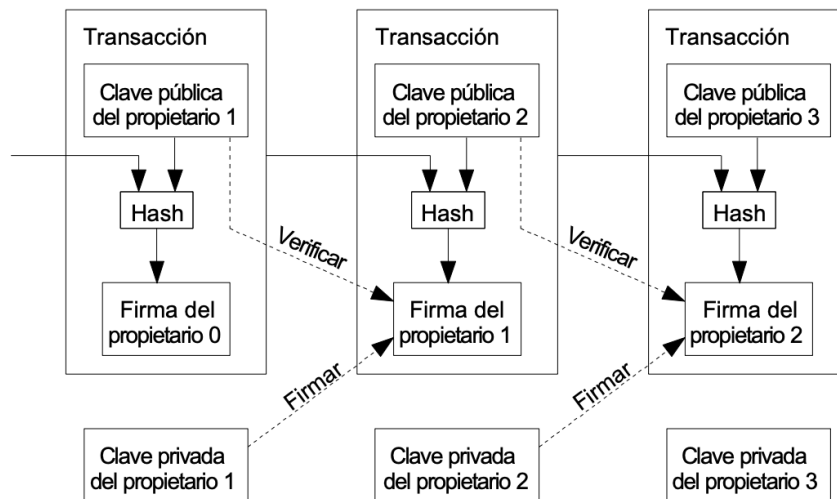 Transacción
Clave pública
del propietario 1
Hash
Firma del
propietario 0
Transacción
Clave pública
del propietario 2
Hash
Firma del
propietario 1
Transacción
Clave pública
del propietario 3
Hash
Firma del
propietario 2
Verificar
Verificar
Firmar
Firmar
Clave privada
del propietario 1
Clave privada
del propietario 2
Clave privada
del propietario 3